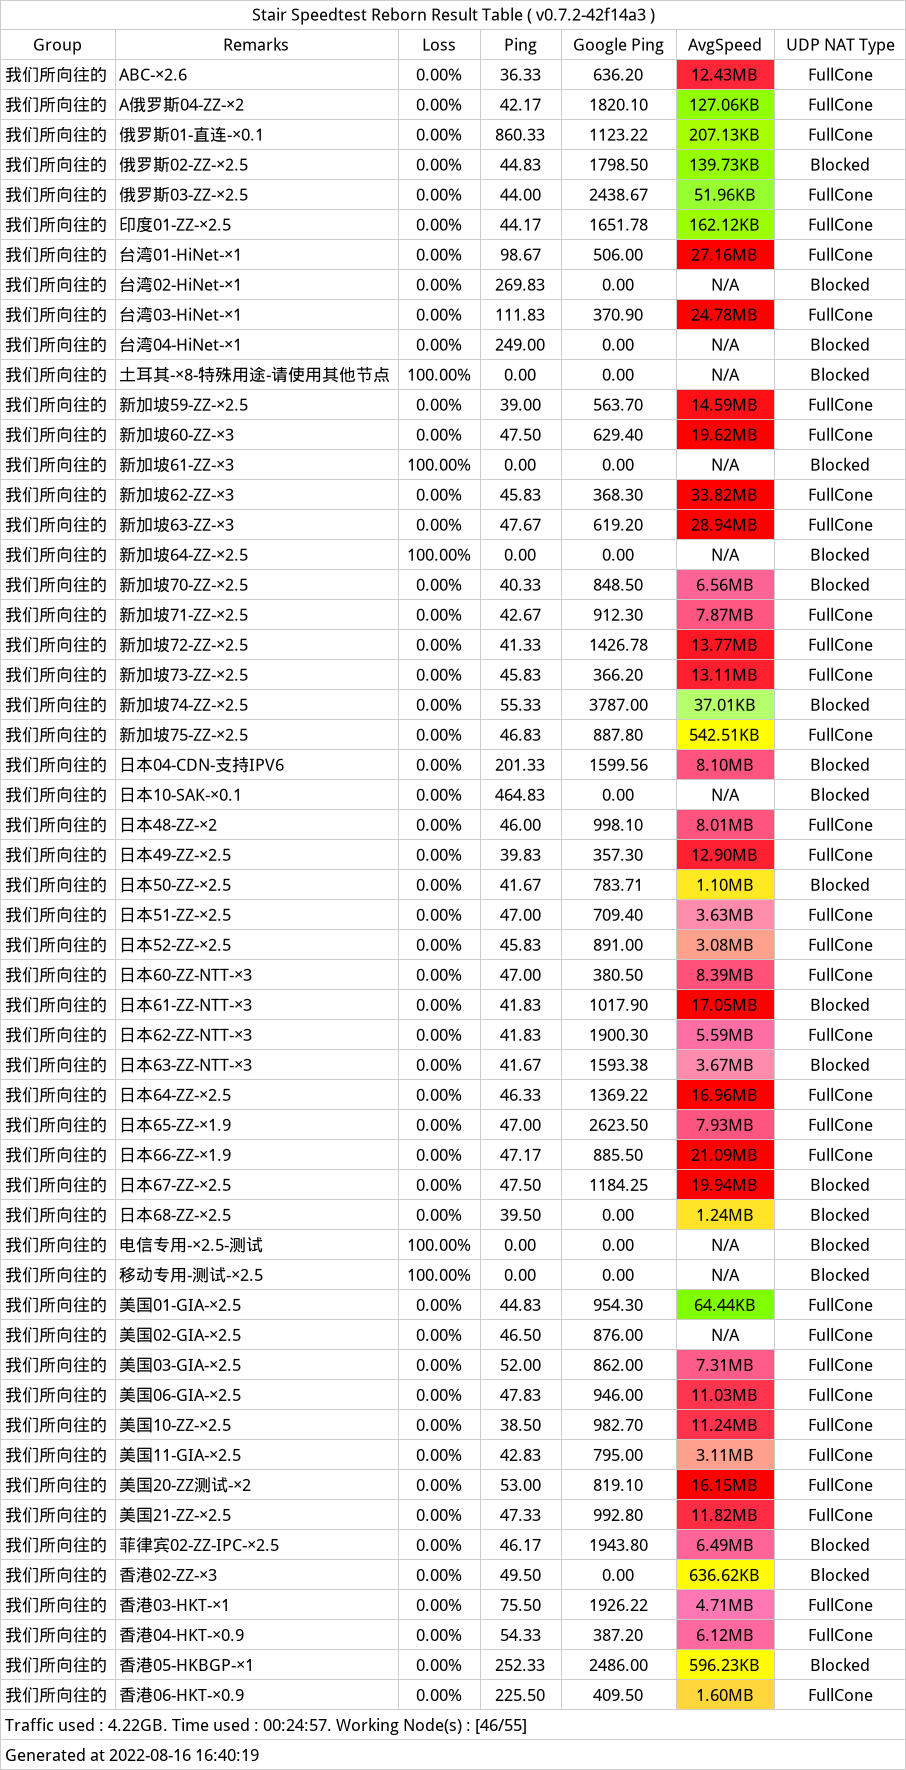 Stair Speedtest Reborn Result Table ( v0.7.2-42f14a3 )
Group Remarks Loss Ping Google Ping AvgSpeed UDP NAT Type
我们所向往的 ABC-×2.6 0.00% 36.33 636.20 12.43MB FullCone
我们所向往的 A俄罗斯04-ZZ-×2 0.00% 42.17 1820.10 127.06KB FullCone
我们所向往的 俄罗斯01-直连-×0.1 0.00% 860.33 1123.22 207.13KB FullCone
我们所向往的 俄罗斯02-ZZ-×2.5 0.00% 44.83 1798.50 139.73KB Blocked
我们所向往的 俄罗斯03-ZZ-×2.5 0.00% 44.00 2438.67 51.96KB FullCone
我们所向往的 印度01-ZZ-×2.5 0.00% 44.17 1651.78 162.12KB FullCone
我们所向往的 台湾01-HiNet-×1 0.00% 98.67 506.00 27.16MB FullCone
我们所向往的 台湾02-HiNet-×1 0.00% 269.83 0.00 N/A Blocked
我们所向往的 台湾03-HiNet-×1 0.00% 111.83 370.90 24.78MB FullCone
我们所向往的 台湾04-HiNet-×1 0.00% 249.00 0.00 N/A Blocked
我们所向往的 土耳其-×8-特殊用途-请使用其他节点 100.00% 0.00 0.00 N/A Blocked
我们所向往的 新加坡59-ZZ-×2.5 0.00% 39.00 563.70 14.59MB FullCone
我们所向往的 新加坡60-ZZ-×3 0.00% 47.50 629.40 19.62MB FullCone
我们所向往的 新加坡61-ZZ-×3 100.00% 0.00 0.00 N/A Blocked
我们所向往的 新加坡62-ZZ-×3 0.00% 45.83 368.30 33.82MB FullCone
我们所向往的 新加坡63-ZZ-×3 0.00% 47.67 619.20 28.94MB FullCone
我们所向往的 新加坡64-ZZ-×2.5 100.00% 0.00 0.00 N/A Blocked
我们所向往的 新加坡70-ZZ-×2.5 0.00% 40.33 848.50 6.56MB Blocked
我们所向往的 新加坡71-ZZ-×2.5 0.00% 42.67 912.30 7.87MB FullCone
我们所向往的 新加坡72-ZZ-×2.5 0.00% 41.33 1426.78 13.77MB FullCone
我们所向往的 新加坡73-ZZ-×2.5 0.00% 45.83 366.20 13.11MB FullCone
我们所向往的 新加坡74-ZZ-×2.5 0.00% 55.33 3787.00 37.01KB Blocked
我们所向往的 新加坡75-ZZ-×2.5 0.00% 46.83 887.80 542.51KB FullCone
我们所向往的 日本04-CDN-支持IPV6 0.00% 201.33 1599.56 8.10MB Blocked
我们所向往的 日本10-SAK-×0.1 0.00% 464.83 0.00 N/A Blocked
我们所向往的 日本48-ZZ-×2 0.00% 46.00 998.10 8.01MB FullCone
我们所向往的 日本49-ZZ-×2.5 0.00% 39.83 357.30 12.90MB FullCone
我们所向往的 日本50-ZZ-×2.5 0.00% 41.67 783.71 1.10MB Blocked
我们所向往的 日本51-ZZ-×2.5 0.00% 47.00 709.40 3.63MB FullCone
我们所向往的 日本52-ZZ-×2.5 0.00% 45.83 891.00 3.08MB FullCone
我们所向往的 日本60-ZZ-NTT-×3 0.00% 47.00 380.50 8.39MB FullCone
我们所向往的 日本61-ZZ-NTT-×3 0.00% 41.83 1017.90 17.05MB Blocked
我们所向往的 日本62-ZZ-NTT-×3 0.00% 41.83 1900.30 5.59MB FullCone
我们所向往的 日本63-ZZ-NTT-×3 0.00% 41.67 1593.38 3.67MB Blocked
我们所向往的 日本64-ZZ-×2.5 0.00% 46.33 1369.22 16.96MB FullCone
我们所向往的 日本65-ZZ-×1.9 0.00% 47.00 2623.50 7.93MB FullCone
我们所向往的 日本66-ZZ-×1.9 0.00% 47.17 885.50 21.09MB FullCone
我们所向往的 日本67-ZZ-×2.5 0.00% 47.50 1184.25 19.94MB Blocked
我们所向往的 日本68-ZZ-×2.5 0.00% 39.50 0.00 1.24MB Blocked
我们所向往的 电信专用-×2.5-测试 100.00% 0.00 0.00 N/A Blocked
我们所向往的 移动专用-测试-×2.5 100.00% 0.00 0.00 N/A Blocked
我们所向往的 美国01-GIA-×2.5 0.00% 44.83 954.30 64.44KB FullCone
我们所向往的 美国02-GIA-×2.5 0.00% 46.50 876.00 N/A FullCone
我们所向往的 美国03-GIA-×2.5 0.00% 52.00 862.00 7.31MB FullCone
我们所向往的 美国06-GIA-×2.5 0.00% 47.83 946.00 11.03MB FullCone
我们所向往的 美国10-ZZ-×2.5 0.00% 38.50 982.70 11.24MB FullCone
我们所向往的 美国11-GIA-×2.5 0.00% 42.83 795.00 3.11MB FullCone
我们所向往的 美国20-ZZ测试-×2 0.00% 53.00 819.10 16.15MB FullCone
我们所向往的 美国21-ZZ-×2.5 0.00% 47.33 992.80 11.82MB FullCone
我们所向往的 菲律宾02-ZZ-IPC-×2.5 0.00% 46.17 1943.80 6.49MB Blocked
我们所向往的 香港02-ZZ-×3 0.00% 49.50 0.00 636.62KB Blocked
我们所向往的 香港03-HKT-×1 0.00% 75.50 1926.22 4.71MB FullCone
我们所向往的 香港04-HKT-×0.9 0.00% 54.33 387.20 6.12MB FullCone
我们所向往的 香港05-HKBGP-×1 0.00% 252.33 2486.00 596.23KB Blocked
我们所向往的 香港06-HKT-×0.9 0.00% 225.50 409.50 1.60MB FullCone
Traffic used : 4.22GB. Time used : 00:24:57. Working Node(s) : [46/55]
Generated at 2022-08-16 16:40:19